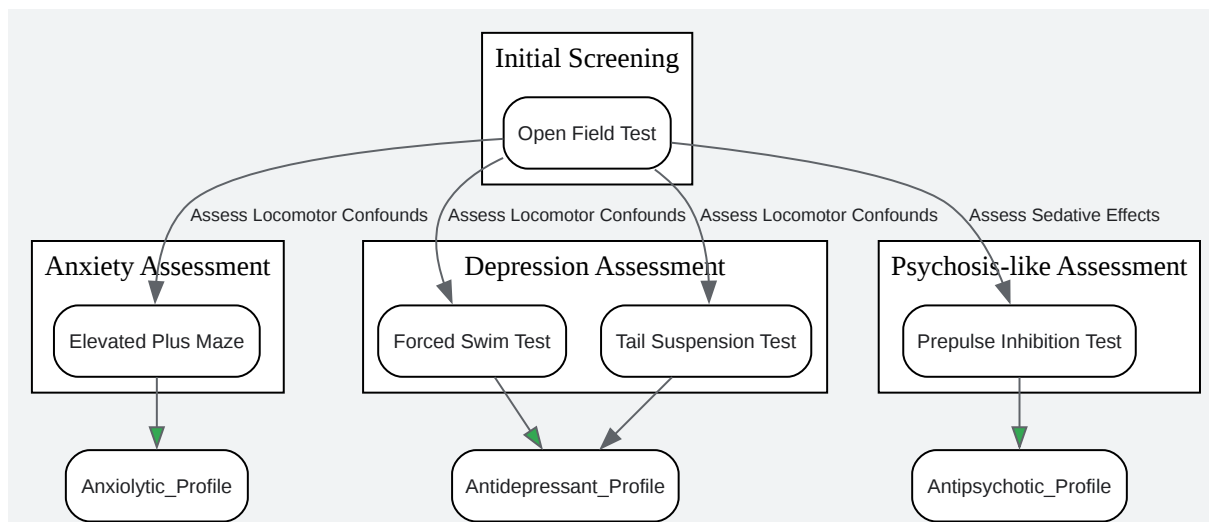 Initial Screening
Open Field Test
Assess Locomotor Confounds
Assess Locomotor Confounds
Assess Locomotor Confounds
Assess Sedative Effects
Anxiety Assessment
Depression Assessment
Psychosis-like Assessment
Elevated Plus Maze
Forced Swim Test
Tail Suspension Test
Prepulse Inhibition Test
Anxiolytic_Profile
Antidepressant_Profile
Antipsychotic_Profile